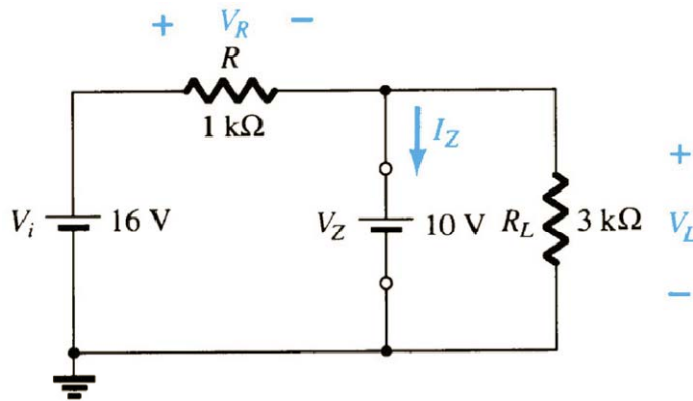 + V_R −
R
1 kΩ
I_Z
V_i 16 V
V_Z 10 V R_L 3 kΩ
+
V_L
−